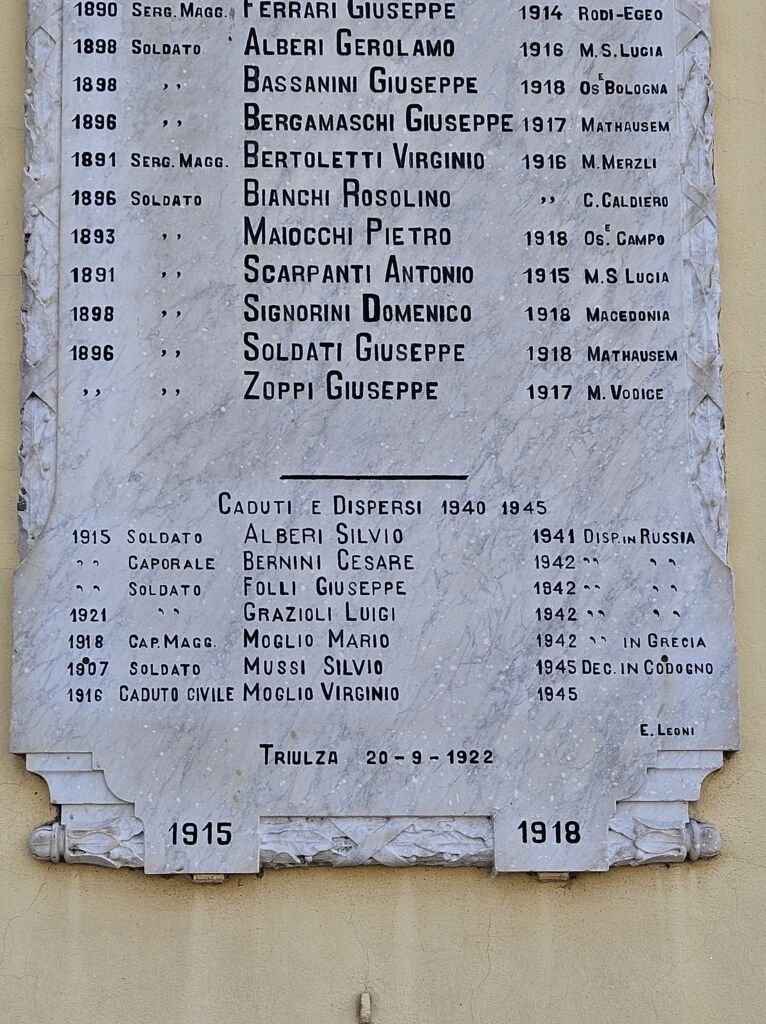 1890 Serg. Magg. Ferrari Giuseppe 1914 Rodi-Egeo
1898 Soldato Alberi Gerolamo 1916 M.S. Lucia
1898 ,, Bassanini Giuseppe 1918 Os.E Bologna
1896 ,, Bergamaschi Giuseppe 1917 Mathausem
1891 Serg. Magg. Bertoletti Virginio 1916 M. Merzli
1896 Soldato Bianchi Rosolino ,, C. Caldiero
1893 ,, Maiocchi Pietro 1918 Os.E Campo
1891 ,, Scarpanti Antonio 1915 M.S Lucia
1898 ,, Signorini Domenico 1918 Macedonia
1896 ,, Soldati Giuseppe 1918 Mathausem
,, ,, Zoppi Giuseppe 1917 M. Vodice
Caduti e Dispersi 1940 1945
1915 Soldato Alberi Silvio 1941 Disp. in Russia
,, Caporale Bernini Cesare 1942 ,, ,,
,, Soldato Folli Giuseppe 1942 ,, ,,
1921 ,, Grazioli Luigi 1942 ,, ,,
1918 Cap. Magg. Moglio Mario 1942 ,, in Grecia
1907 Soldato Mussi Silvio 1945 Dec. in Codogno
1916 Caduto civile Moglio Virginio 1945
E. Leoni
Triulza 20-9-1922
1915 1918